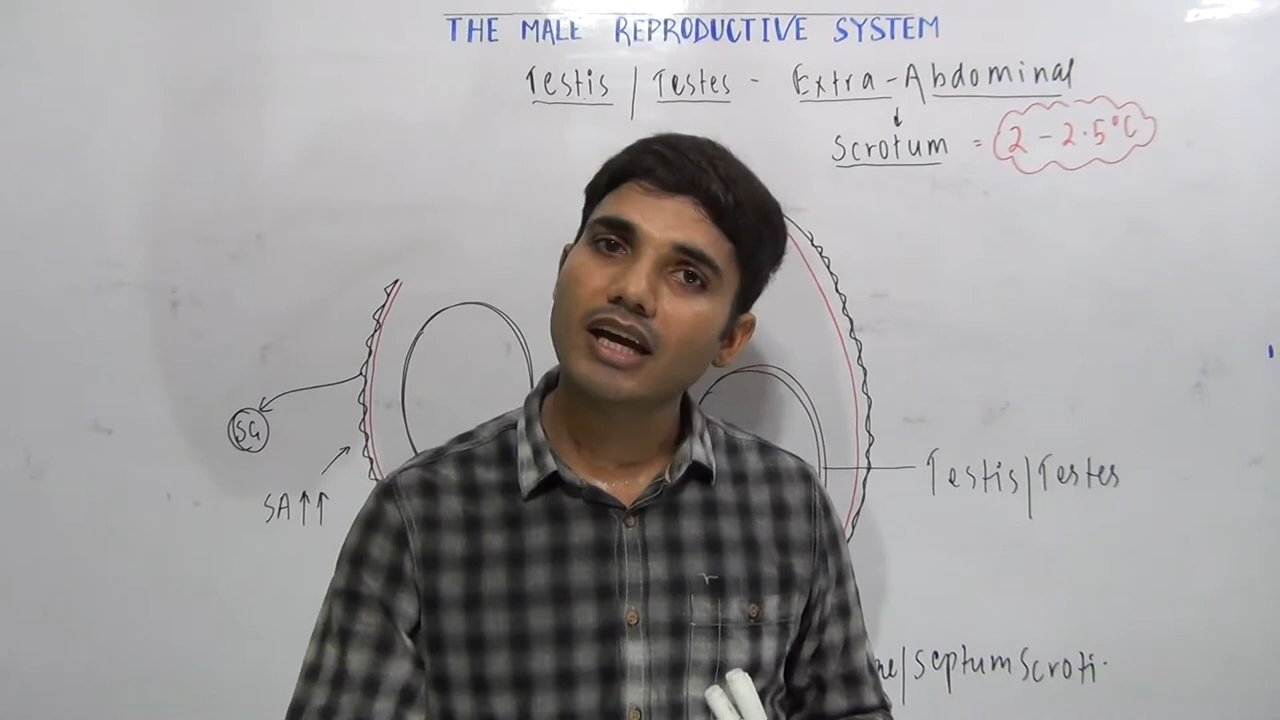 THE MALE REPRODUCTIVE SYSTEM
Testis / Testes - Extra-Abdominal
↓
Scrotum = 2 - 2.5°C
SG
SA↑↑
Testis/Testes
/Septum Scroti.